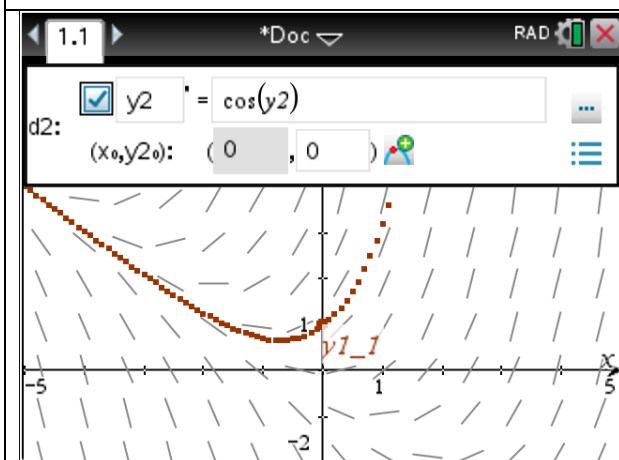 1.1 *Doc RAD
y2 ' = cos(y2)
d2:
(x₀,y2₀): ( 0 , 0 )
1
y1_1
x
-5 1 5
-2